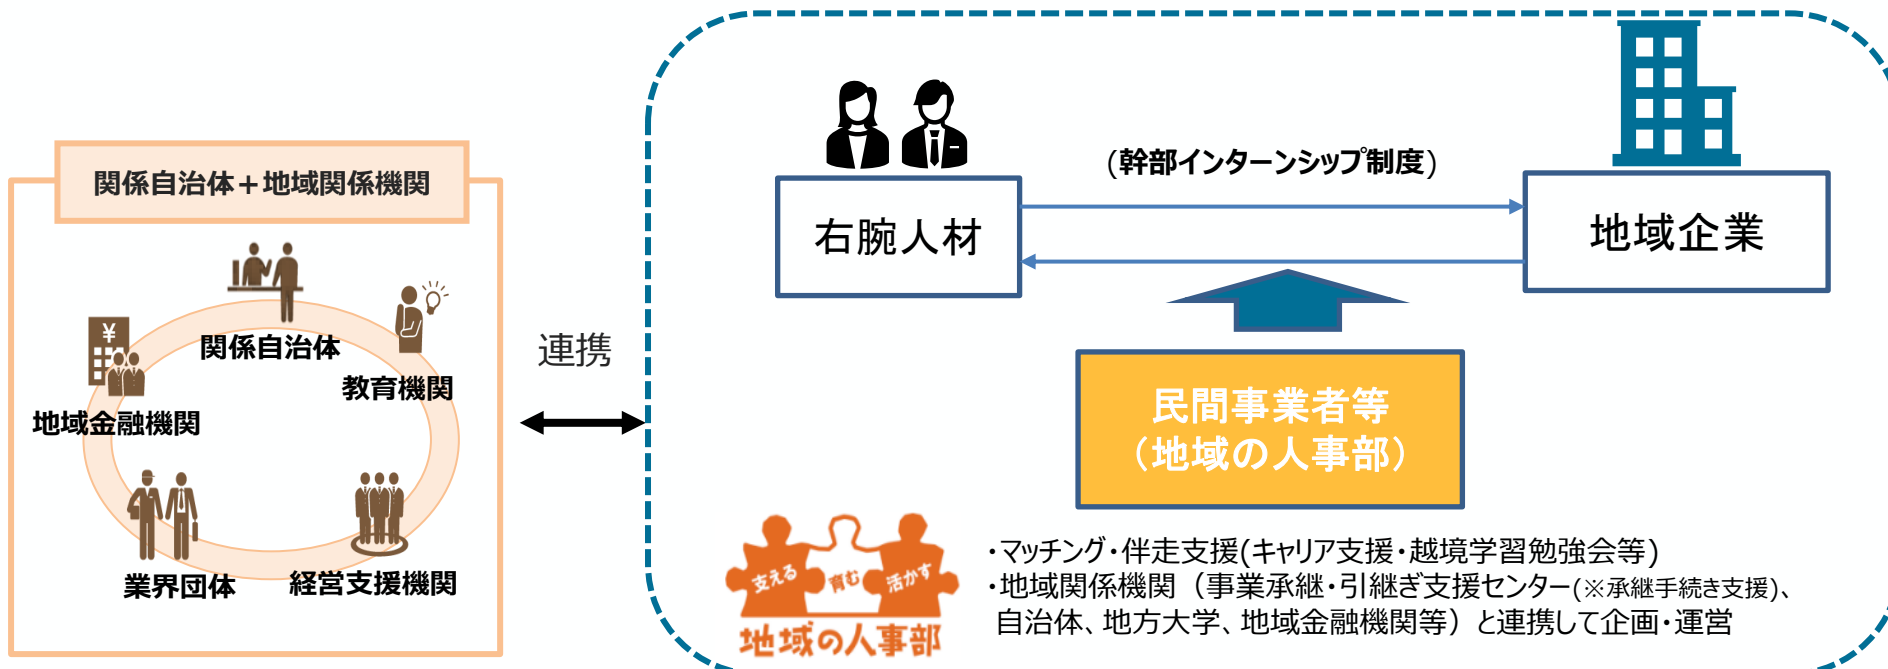 関係自治体+地域関係機関
関係自治体
教育機関
地域金融機関
業界団体
経営支援機関
¥
連携
(幹部インターンシップ制度)
右腕人材
地域企業
民間事業者等
(地域の人事部)
支える
育む
活かす
地域の人事部
・マッチング・伴走支援(キャリア支援・越境学習勉強会等)
・地域関係機関(事業承継・引継ぎ支援センター(※承継手続き支援)、
自治体、地方大学、地域金融機関等)と連携して企画・運営